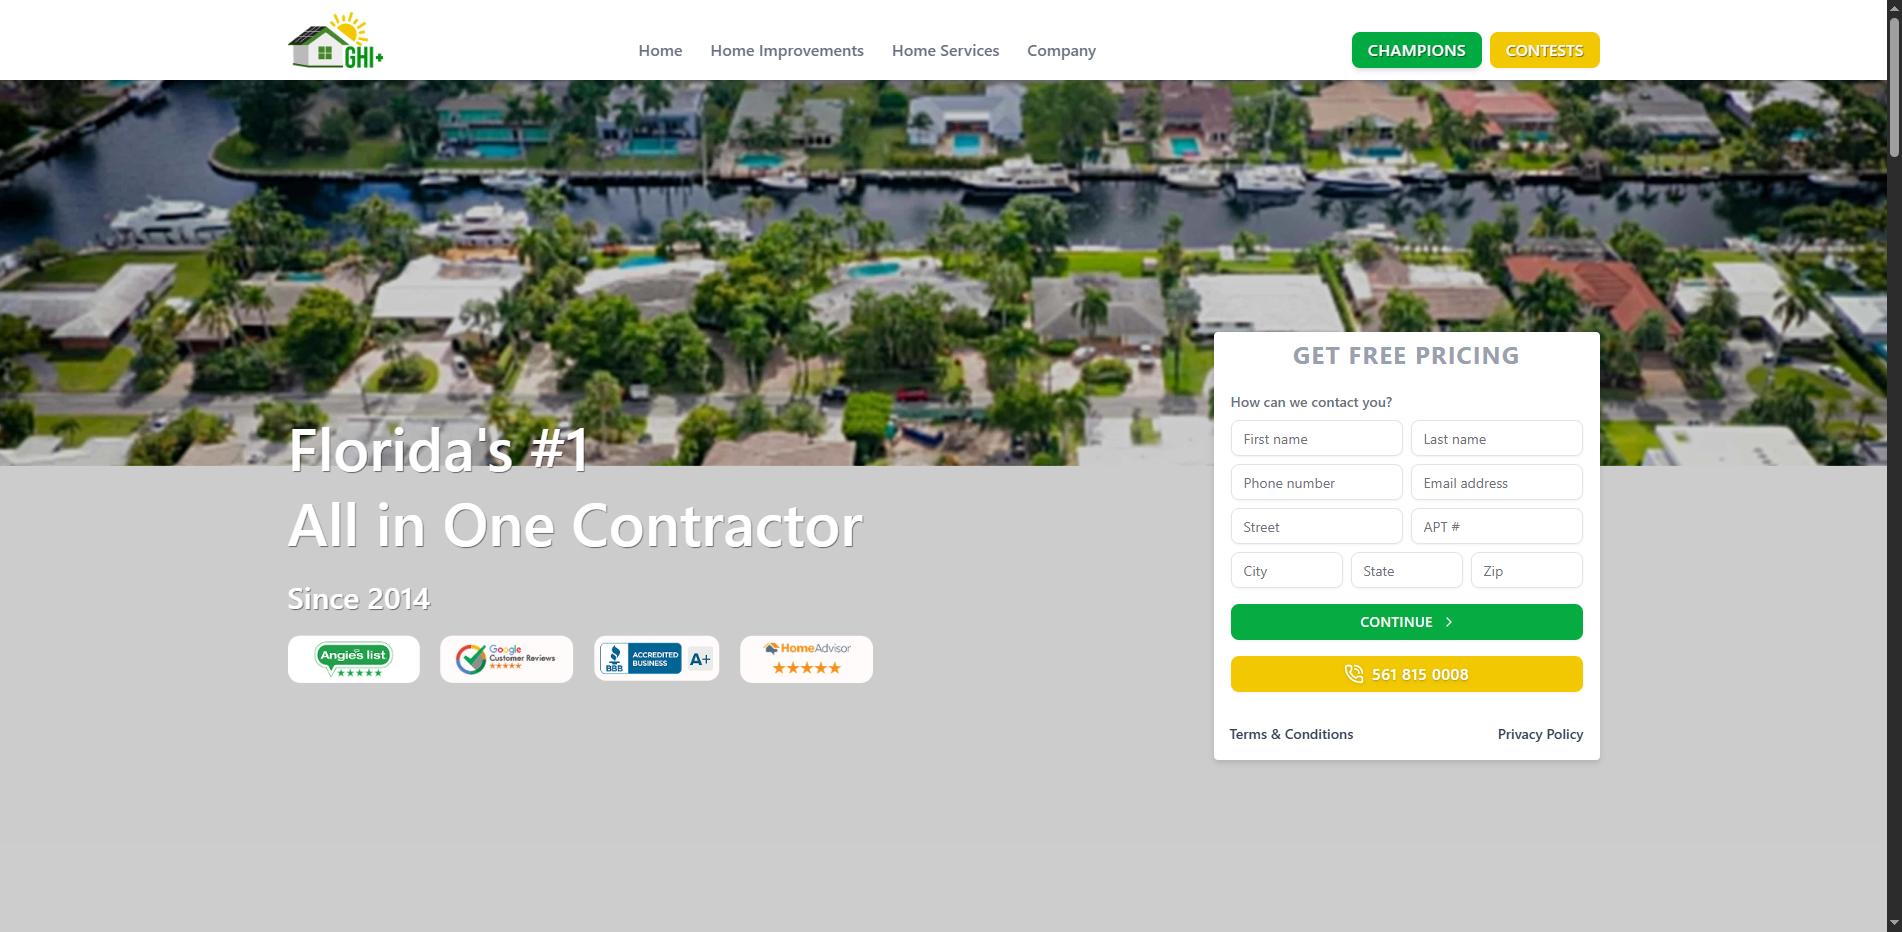 GHI+
Home
Home Improvements
Home Services
Company
CHAMPIONS
CONTESTS
Florida's #1
All in One Contractor
Since 2014
Angie's list
Google
Customer Reviews
BBB
ACCREDITED
BUSINESS
A+
HomeAdvisor
GET FREE PRICING
How can we contact you?
First name
Last name
Phone number
Email address
Street
APT #
City
State
Zip
CONTINUE
561 815 0008
Terms & Conditions
Privacy Policy